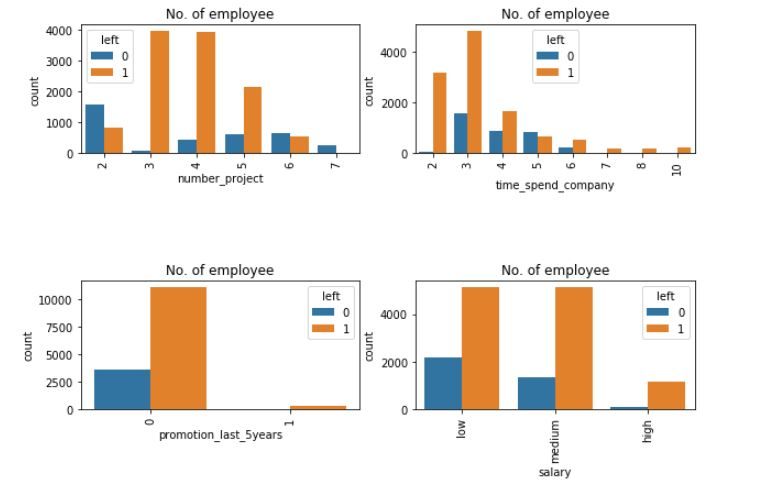 No. of employee
4000
3000
2000
1000
0
count
left
0
1
2
3
4
5
6
7
number_project
No. of employee
4000
2000
0
count
left
0
1
2
3
4
5
6
7
8
10
time_spend_company
No. of employee
10000
7500
5000
2500
0
count
left
0
1
0
1
promotion_last_5years
No. of employee
4000
2000
0
count
left
0
1
low
medium
high
salary